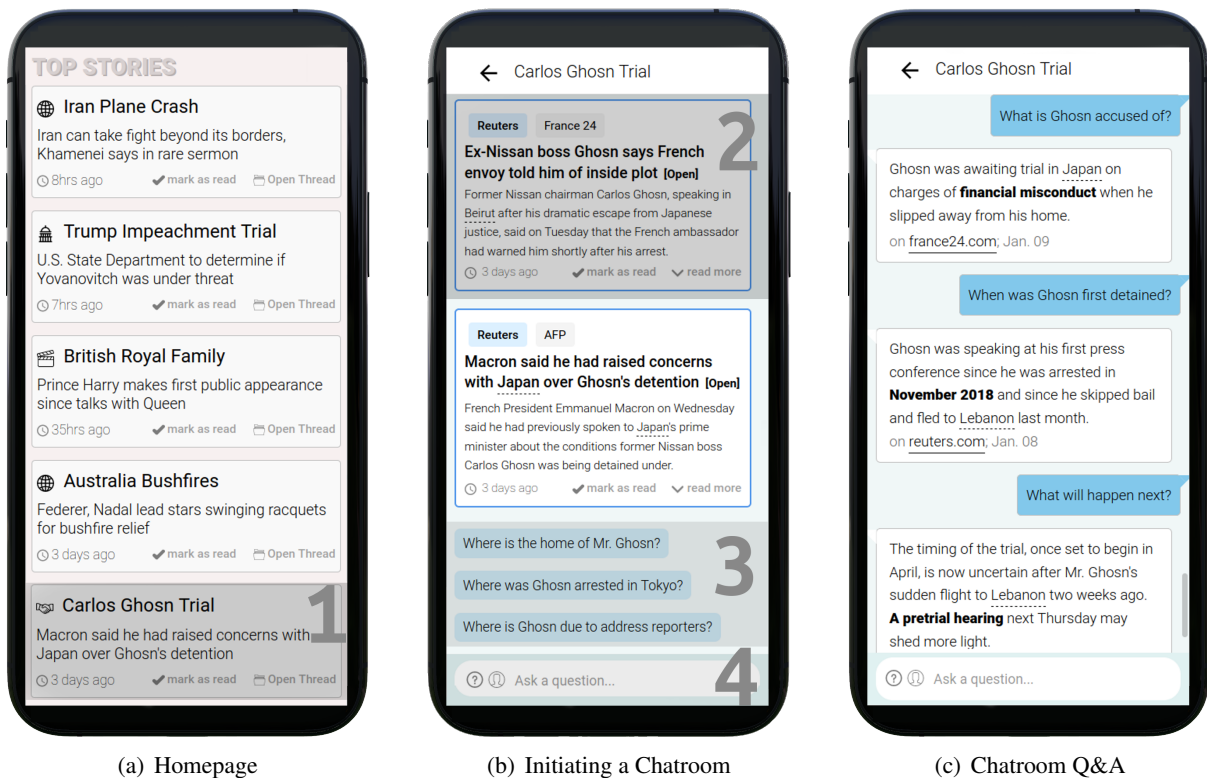 TOP STORIES
Iran Plane Crash
Iran can take fight beyond its borders,
Khamenei says in rare sermon
8hrs ago mark as read Open Thread
Trump Impeachment Trial
U.S. State Department to determine if
Yovanovitch was under threat
7hrs ago mark as read Open Thread
British Royal Family
Prince Harry makes first public appearance
since talks with Queen
35hrs ago mark as read Open Thread
Australia Bushfires
Federer, Nadal lead stars swinging racquets
for bushfire relief
3 days ago mark as read Open Thread
1
Carlos Ghosn Trial
Macron said he had raised concerns with
Japan over Ghosn's detention
3 days ago mark as read Open Thread
(a) Homepage
Carlos Ghosn Trial
2
Reuters France 24
Ex-Nissan boss Ghosn says French
envoy told him of inside plot [Open]
Former Nissan chairman Carlos Ghosn, speaking in
Beirut after his dramatic escape from Japanese
justice, said on Tuesday that the French ambassador
had warned him shortly after his arrest.
3 days ago mark as read read more
Reuters AFP
Macron said he had raised concerns
with Japan over Ghosn's detention [Open]
French President Emmanuel Macron on Wednesday
said he had previously spoken to Japan's prime
minister about the conditions former Nissan boss
Carlos Ghosn was being detained under.
3 days ago mark as read read more
Where is the home of Mr. Ghosn?
3
Where was Ghosn arrested in Tokyo?
Where is Ghosn due to address reporters?
4
? Ask a question...
(b) Initiating a Chatroom
Carlos Ghosn Trial
What is Ghosn accused of?
Ghosn was awaiting trial in Japan on
charges of financial misconduct when he
slipped away from his home.
on france24.com; Jan. 09
When was Ghosn first detained?
Ghosn was speaking at his first press
conference since he was arrested in
November 2018 and since he skipped bail
and fled to Lebanon last month.
on reuters.com; Jan. 08
What will happen next?
The timing of the trial, once set to begin in
April, is now uncertain after Mr. Ghosn's
sudden flight to Lebanon two weeks ago.
A pretrial hearing next Thursday may
shed more light.
? Ask a question...
(c) Chatroom Q&A